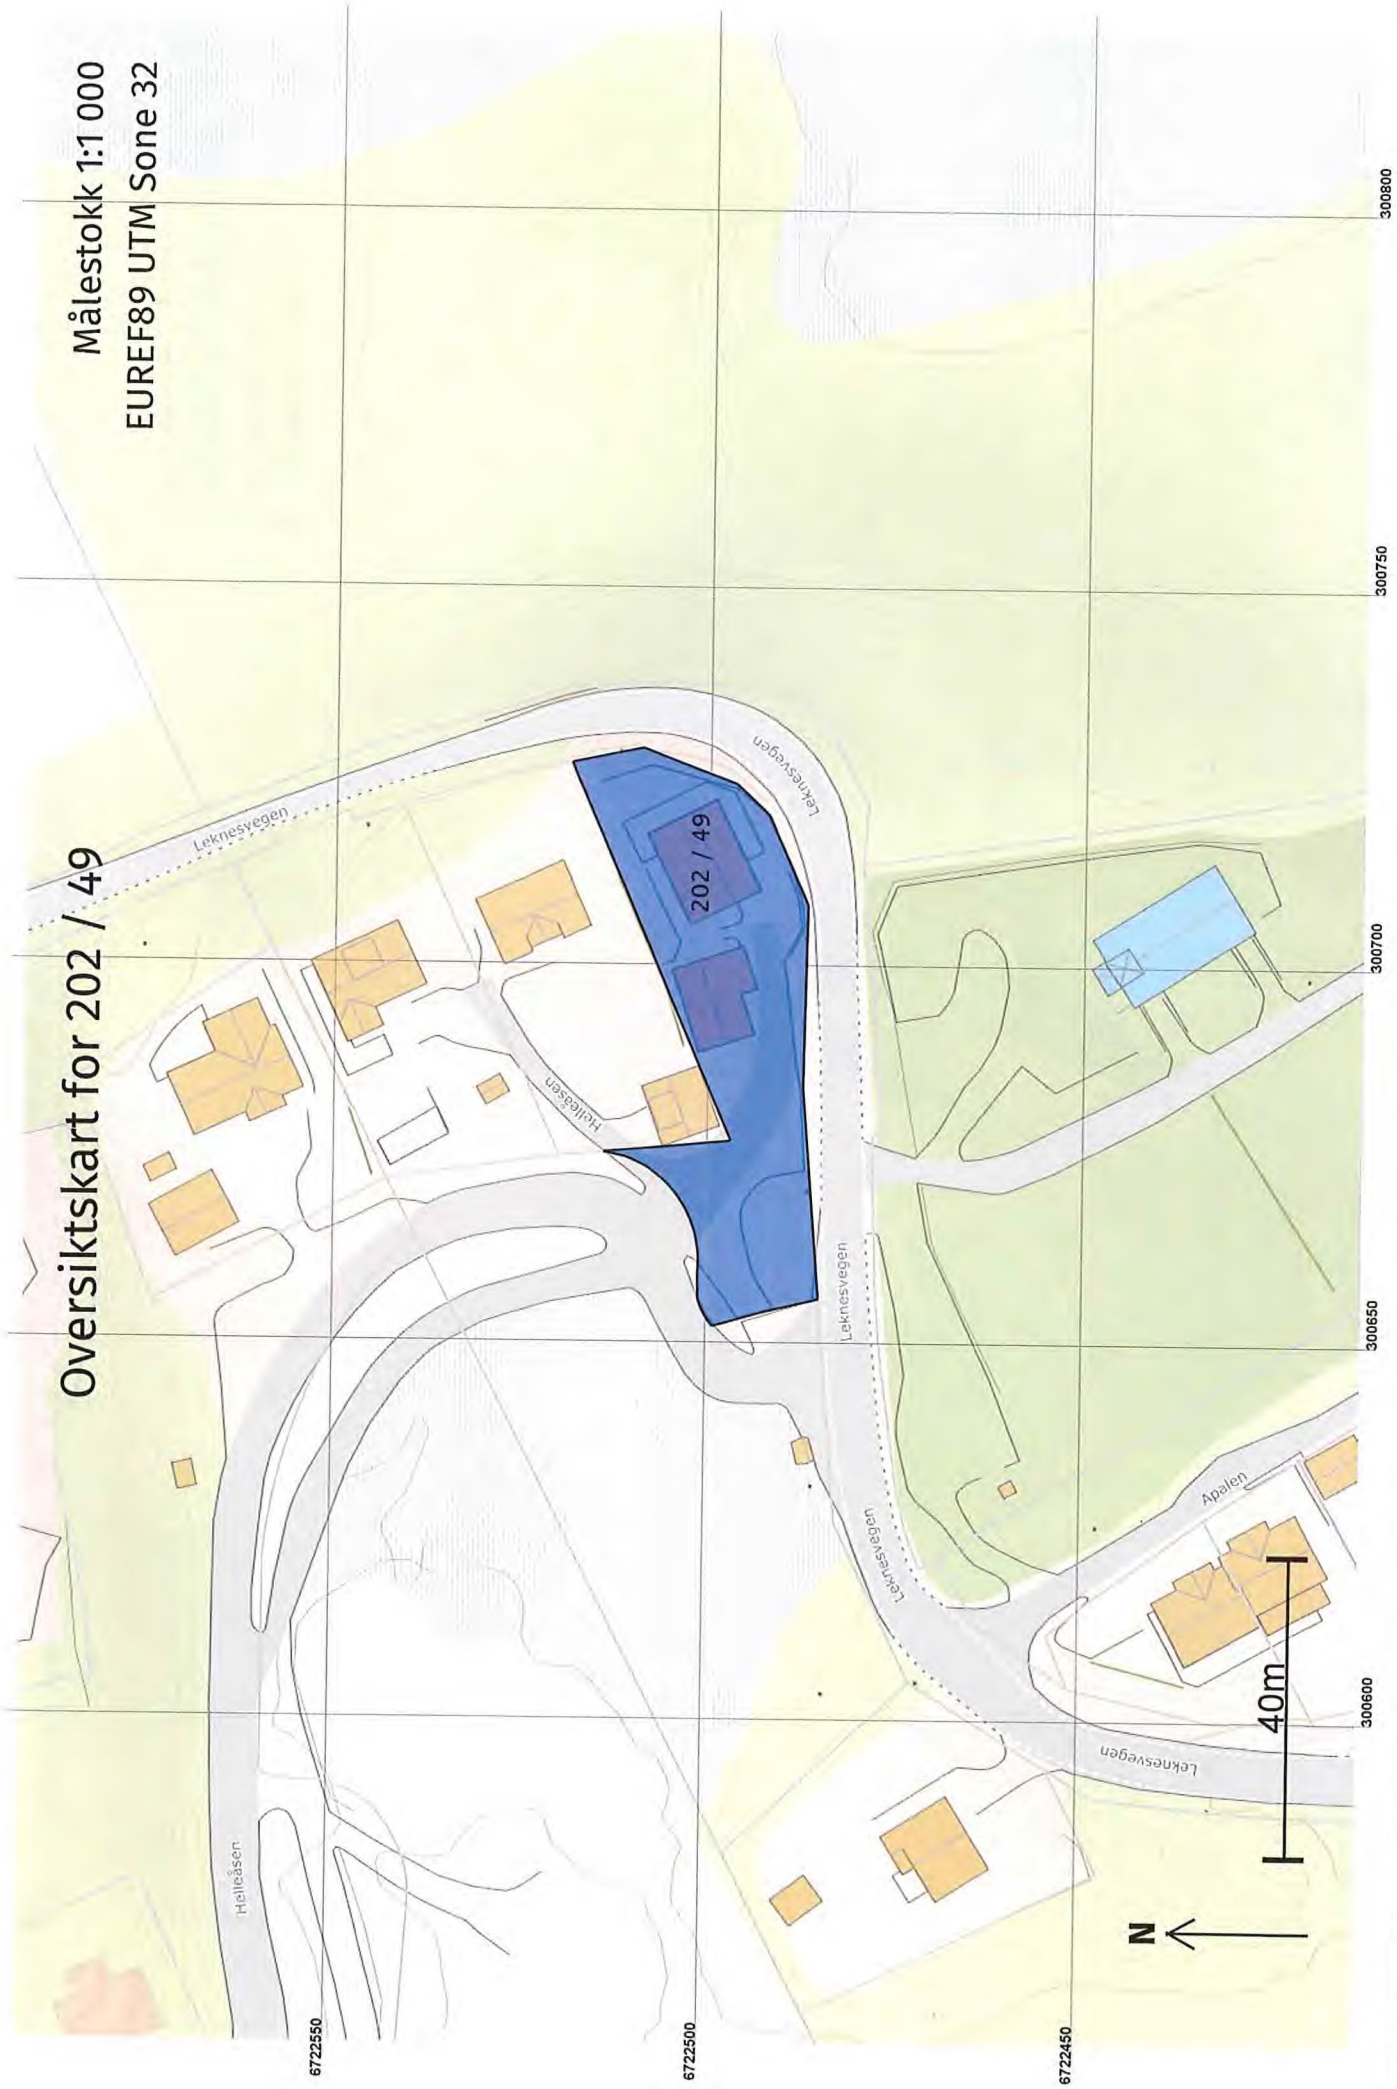 Oversiktskart for 202 / 49
Målestokk 1:1 000
EUREF89 UTM Sone 32
Leknesvegen
Helleåsen
202 / 49
Leknesvegen
Leknesvegen
Leknesvegen
Helleåsen
Apalen
Leknesvegen
N
40m
6722550
6722500
6722450
300600
300650
300700
300750
300800